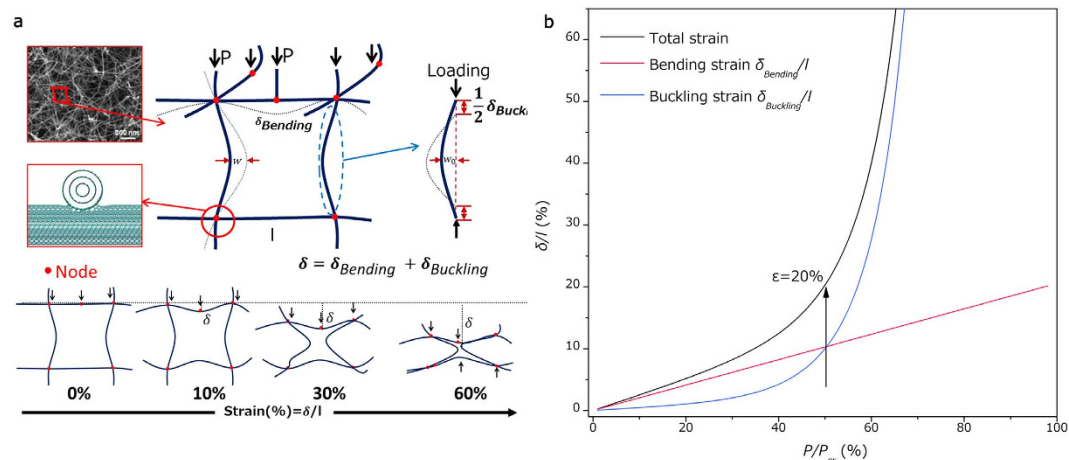 a
P
P
δBending
Loading
1/2 δBuckl
w
w₀
500 nm
l
δ = δBending + δBuckling
Node
δ
δ
δ
0%
10%
30%
60%
Strain(%)=δ/l
b
Total strain
Bending strain δBending/l
Buckling strain δBuckling/l
ε=20%
δ/l (%)
60
50
40
30
20
10
0
0
20
40
60
80
100
P/Pcr (%)